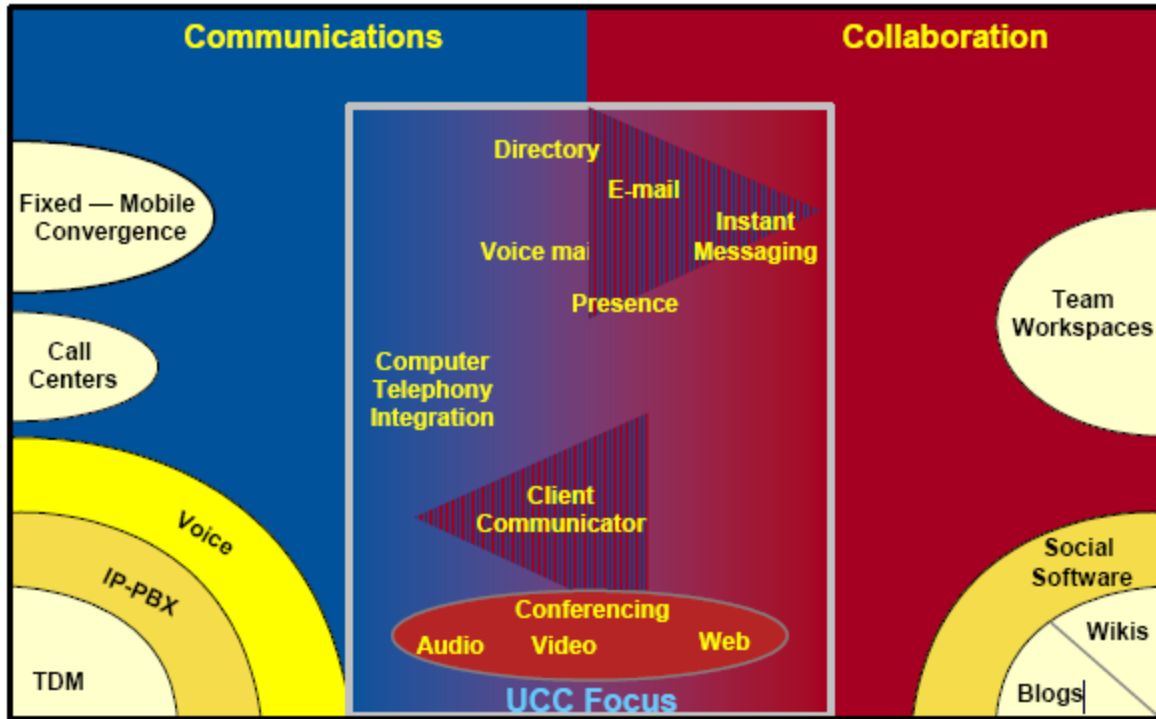 Communications
Collaboration
Directory
E-mail
Instant
Messaging
Voice mai
Presence
Fixed — Mobile
Convergence
Call
Centers
Computer
Telephony
Integration
Team
Workspaces
Client
Communicator
Voice
IP-PBX
TDM
Conferencing
Audio Video Web
UCC Focus
Social
Software
Wikis
Blogs